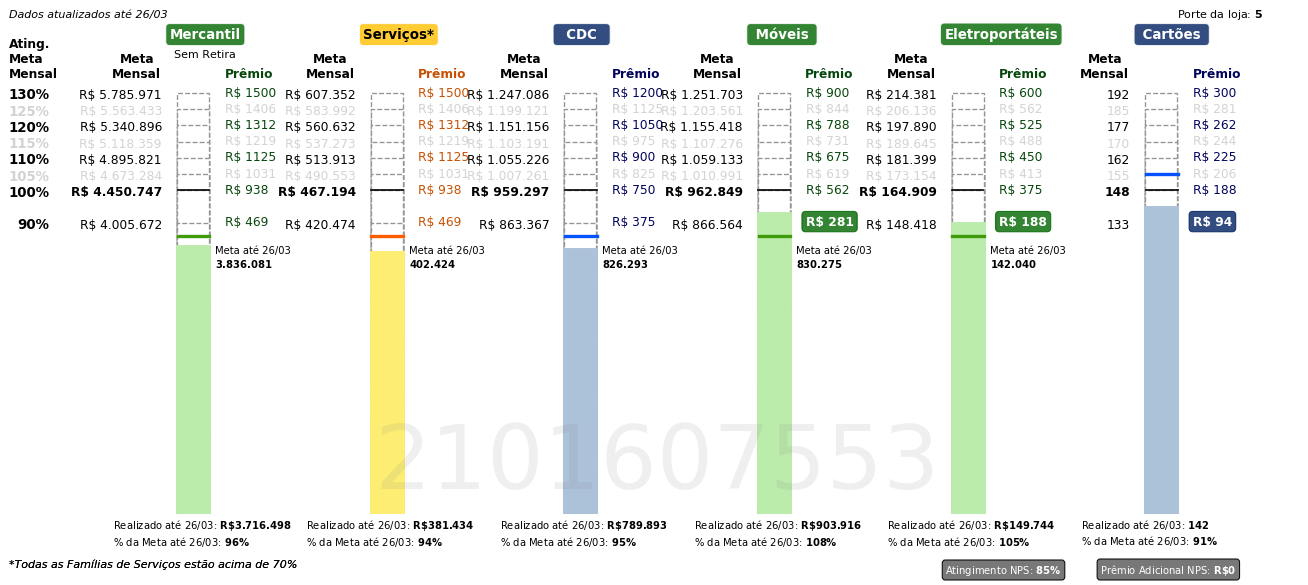 Dados atualizados até 26/03
Porte da loja: 5
Mercantil Serviços* CDC Móveis Eletroportáteis Cartões
Sem Retira
Ating. Meta Mensal
Meta Mensal Prêmio Meta Mensal Prêmio Meta Mensal Prêmio Meta Mensal Prêmio Meta Mensal Prêmio Meta Mensal Prêmio
130% R$ 5.785.971 R$ 1500 R$ 607.352 R$ 1500 R$ 1.247.086 R$ 1200 R$ 1.251.703 R$ 900 R$ 214.381 R$ 600 192 R$ 300
125% R$ 5.563.433 R$ 1406 R$ 583.992 R$ 1406 R$ 1.199.121 R$ 1125 R$ 1.203.561 R$ 844 R$ 206.136 R$ 562 185 R$ 281
120% R$ 5.340.896 R$ 1312 R$ 560.632 R$ 1312 R$ 1.151.156 R$ 1050 R$ 1.155.418 R$ 788 R$ 197.890 R$ 525 177 R$ 262
115% R$ 5.118.359 R$ 1219 R$ 537.273 R$ 1219 R$ 1.103.191 R$ 975 R$ 1.107.276 R$ 731 R$ 189.645 R$ 488 170 R$ 244
110% R$ 4.895.821 R$ 1125 R$ 513.913 R$ 1125 R$ 1.055.226 R$ 900 R$ 1.059.133 R$ 675 R$ 181.399 R$ 450 162 R$ 225
105% R$ 4.673.284 R$ 1031 R$ 490.553 R$ 1031 R$ 1.007.261 R$ 825 R$ 1.010.991 R$ 619 R$ 173.154 R$ 413 155 R$ 206
100% R$ 4.450.747 R$ 938 R$ 467.194 R$ 938 R$ 959.297 R$ 750 R$ 962.849 R$ 562 R$ 164.909 R$ 375 148 R$ 188
90% R$ 4.005.672 R$ 469 R$ 420.474 R$ 469 R$ 863.367 R$ 375 R$ 866.564 R$ 281 R$ 148.418 R$ 188 133 R$ 94
Meta até 26/03 Meta até 26/03 Meta até 26/03 Meta até 26/03 Meta até 26/03
3.836.081 402.424 826.293 830.275 142.040
2101607553
Realizado até 26/03: R$3.716.498 Realizado até 26/03: R$381.434 Realizado até 26/03: R$789.893 Realizado até 26/03: R$903.916 Realizado até 26/03: R$149.744 Realizado até 26/03: 142
% da Meta até 26/03: 96% % da Meta até 26/03: 94% % da Meta até 26/03: 95% % da Meta até 26/03: 108% % da Meta até 26/03: 105% % da Meta até 26/03: 91%
*Todas as Famílias de Serviços estão acima de 70%
Atingimento NPS: 85% Prêmio Adicional NPS: R$0